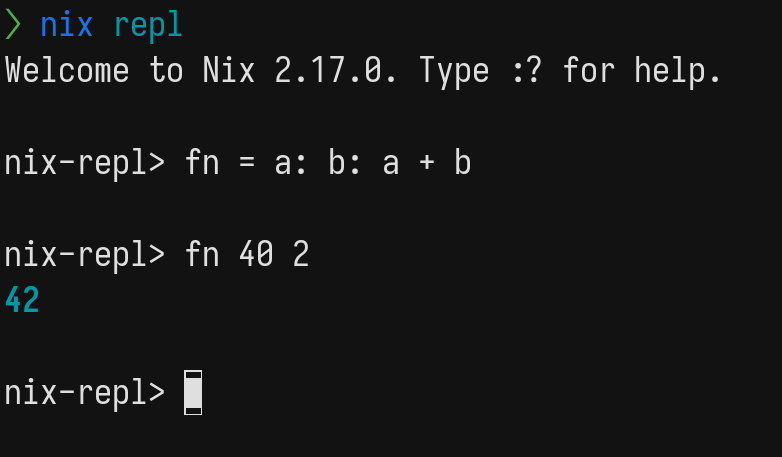 ❯ nix repl
Welcome to Nix 2.17.0. Type :? for help.
nix-repl> fn = a: b: a + b
nix-repl> fn 40 2
42
nix-repl>